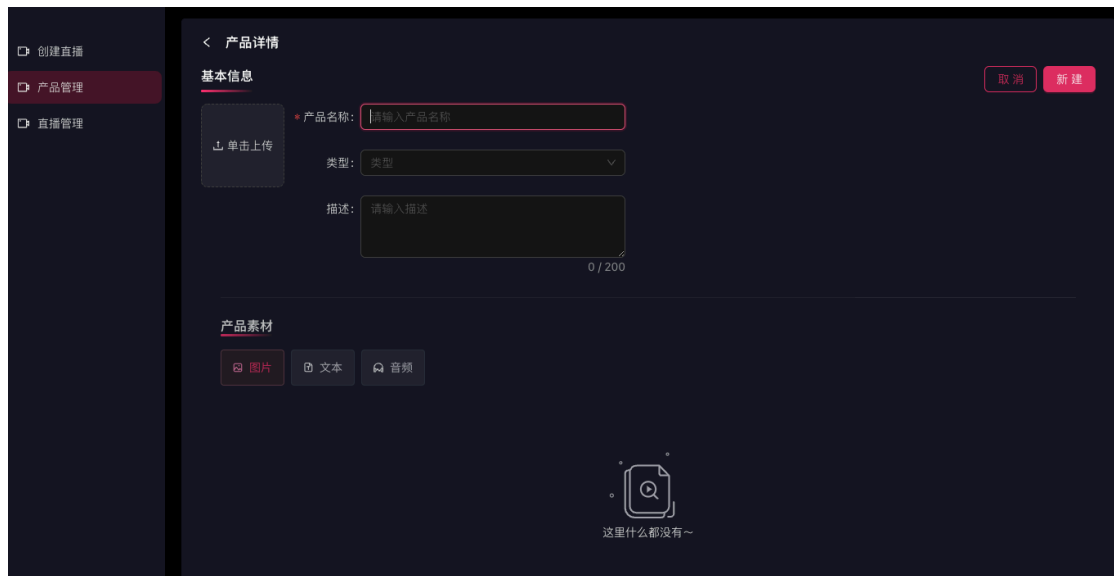 创建直播
产品管理
直播管理
产品详情
基本信息
取 消
新 建
单击上传
* 产品名称:
请输入产品名称
类型:
类型
描述:
请输入描述
0 / 200
产品素材
图片
文本
音频
这里什么都没有～